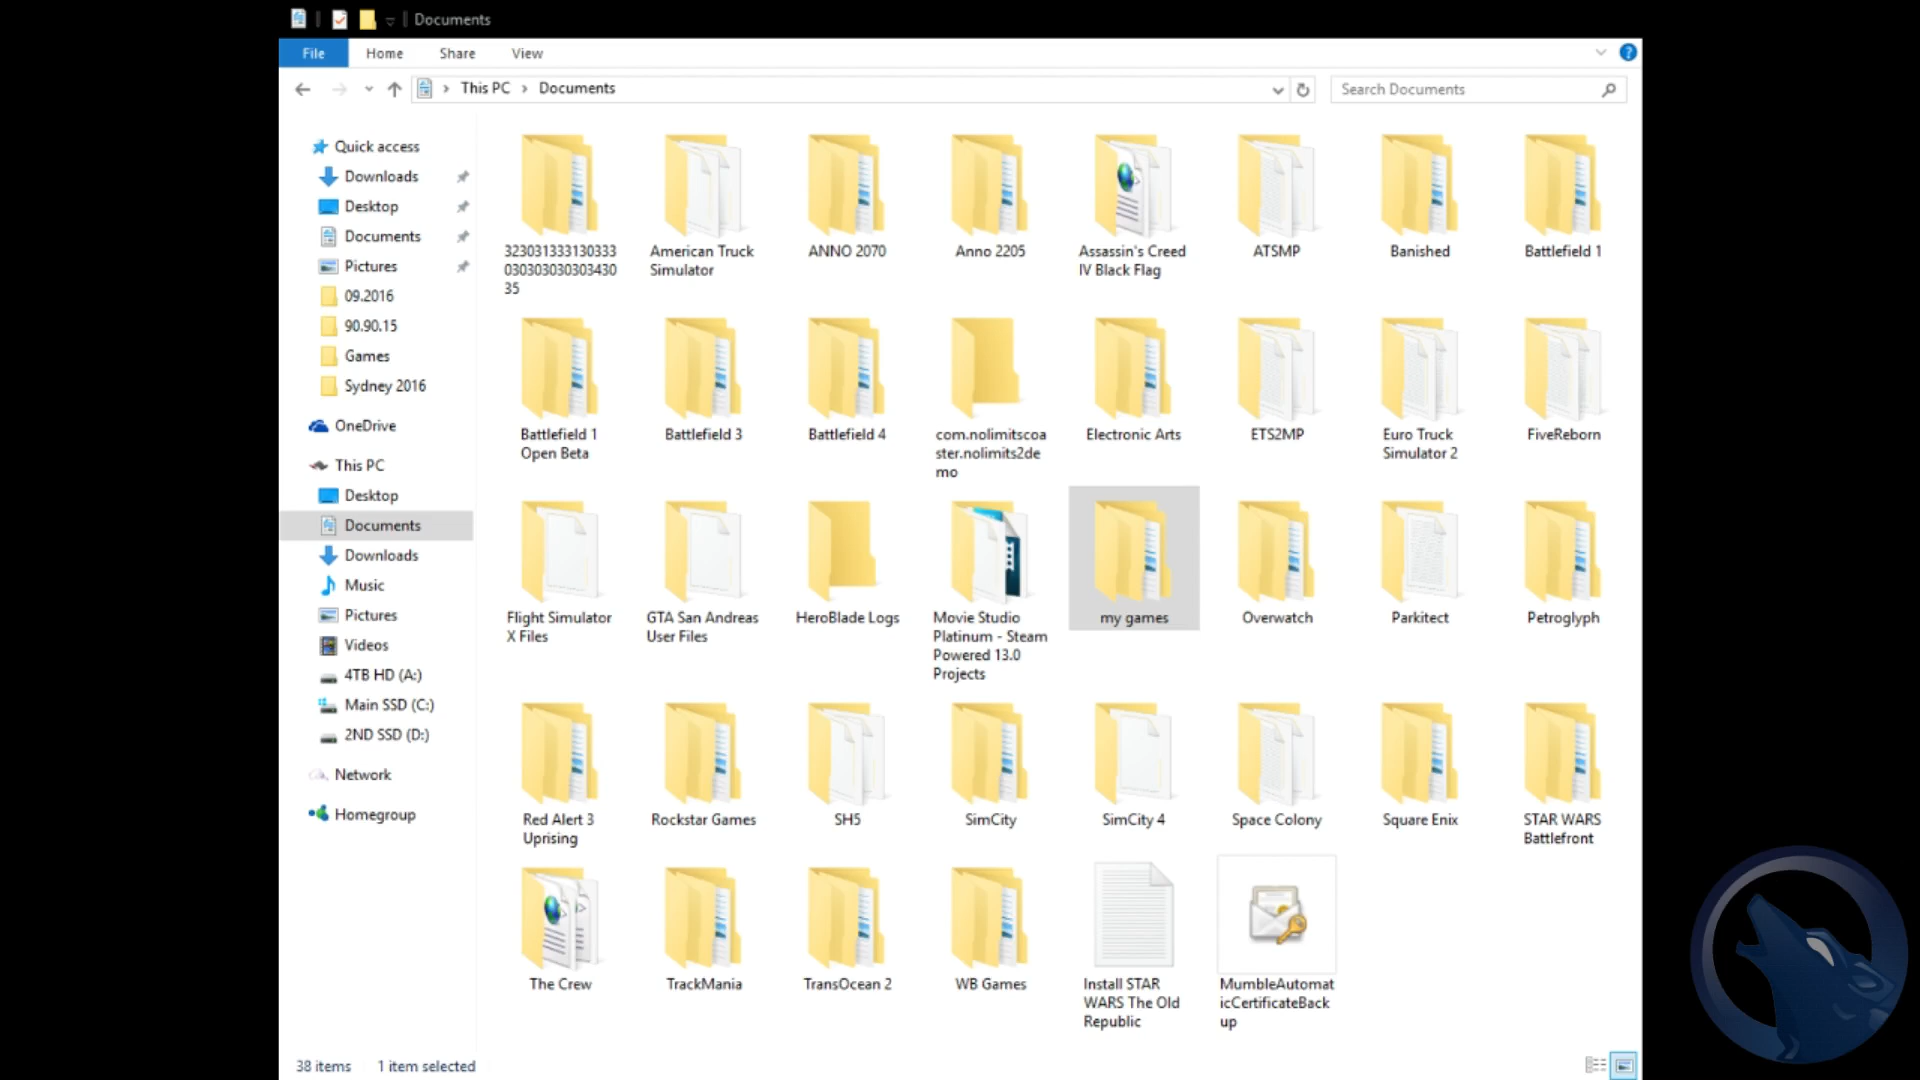 Documents
File Home Share View
This PC > Documents
Search Documents
Quick access
Downloads
Desktop
Documents
Pictures
09.2016
90.90.15
Games
Sydney 2016
OneDrive
This PC
Desktop
Documents
Downloads
Music
Pictures
Videos
4TB HD (A:)
Main SSD (C:)
2ND SSD (D:)
Network
Homegroup
323031333130333
030303030303430
35
American Truck
Simulator
ANNO 2070
Anno 2205
Assassin's Creed
IV Black Flag
ATSMP
Banished
Battlefield 1
Battlefield 1
Open Beta
Battlefield 3
Battlefield 4
com.nolimitscoa
ster.nolimits2de
mo
Electronic Arts
ETS2MP
Euro Truck
Simulator 2
FiveReborn
Flight Simulator
X Files
GTA San Andreas
User Files
HeroBlade Logs
Movie Studio
Platinum - Steam
Powered 13.0
Projects
my games
Overwatch
Parkitect
Petroglyph
Red Alert 3
Uprising
Rockstar Games
SH5
SimCity
SimCity 4
Space Colony
Square Enix
STAR WARS
Battlefront
The Crew
TrackMania
TransOcean 2
WB Games
Install STAR
WARS The Old
Republic
MumbleAutomat
icCertificateBack
up
38 items 1 item selected